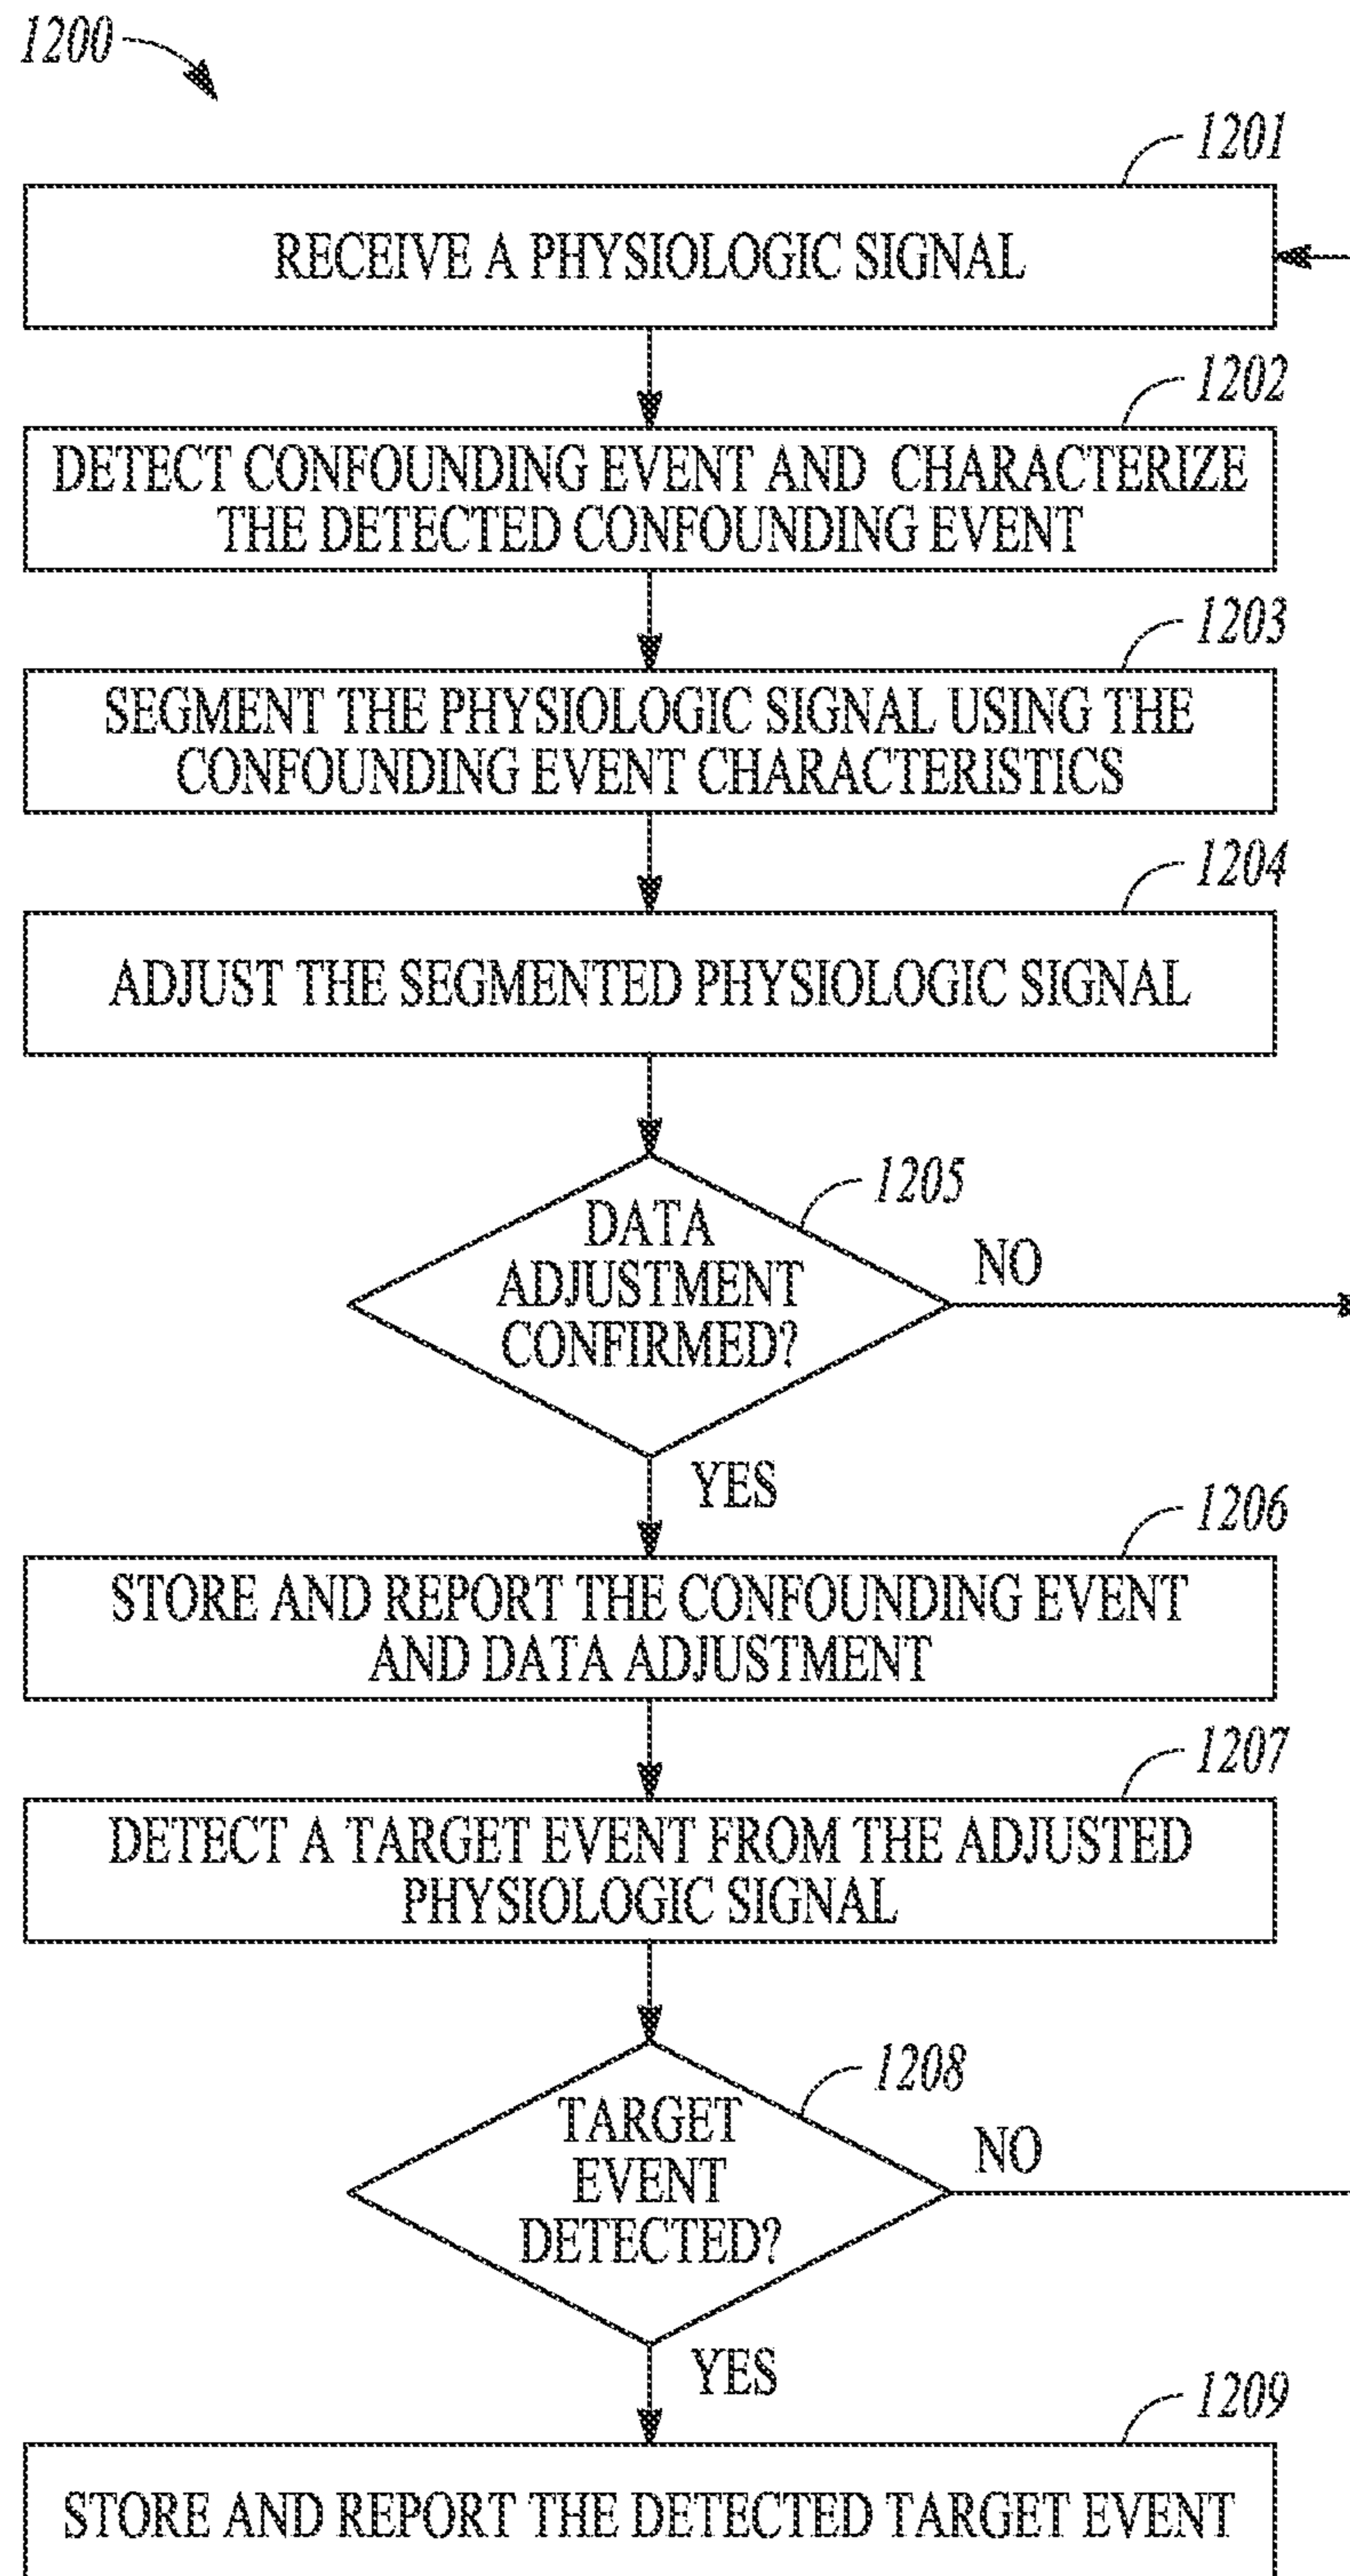 1200
1201
RECEIVE A PHYSIOLOGIC SIGNAL
1202
DETECT CONFOUNDING EVENT AND CHARACTERIZE
THE DETECTED CONFOUNDING EVENT
1203
SEGMENT THE PHYSIOLOGIC SIGNAL USING THE
CONFOUNDING EVENT CHARACTERISTICS
1204
ADJUST THE SEGMENTED PHYSIOLOGIC SIGNAL
1205
DATA
ADJUSTMENT
CONFIRMED?
NO
YES
1206
STORE AND REPORT THE CONFOUNDING EVENT
AND DATA ADJUSTMENT
1207
DETECT A TARGET EVENT FROM THE ADJUSTED
PHYSIOLOGIC SIGNAL
1208
TARGET
EVENT
DETECTED?
NO
YES
1209
STORE AND REPORT THE DETECTED TARGET EVENT